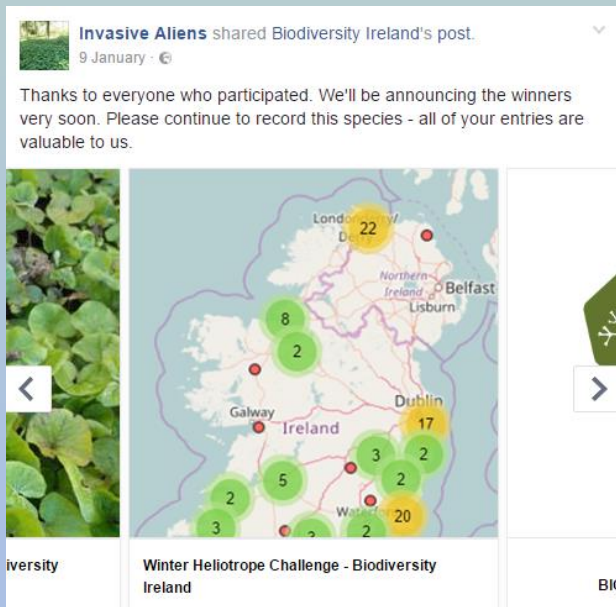 Invasive Aliens shared Biodiversity Ireland's post.
9 January
Thanks to everyone who participated. We'll be announcing the winners
very soon. Please continue to record this species - all of your entries are
valuable to us.
Londonderry/
Derry
22
Northern
Ireland
Belfast
Lisburn
8
2
Dublin
Galway
17
Ireland
3
2
5
2
2
20
3
2
iversity
Winter Heliotrope Challenge - Biodiversity
Ireland